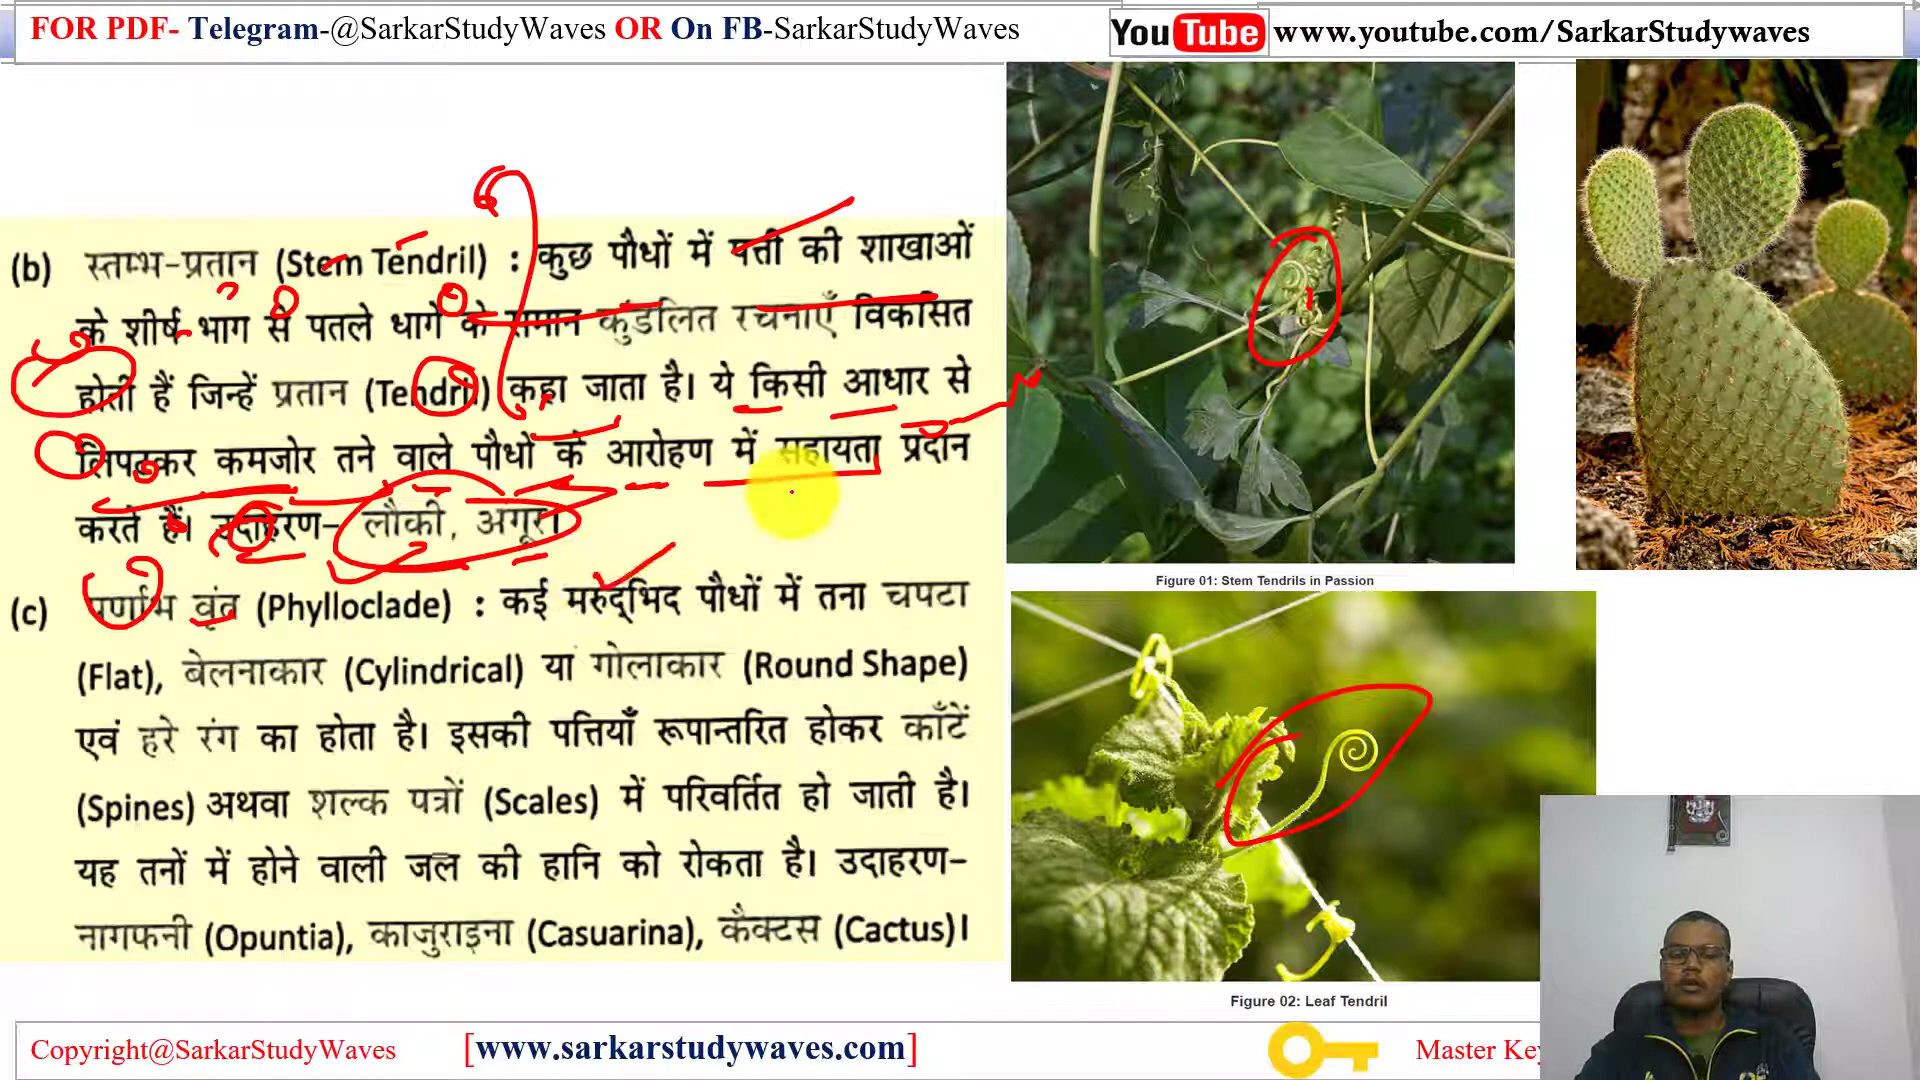 FOR PDF- Telegram-@SarkarStudyWaves OR On FB-SarkarStudyWaves
YouTube www.youtube.com/SarkarStudywaves
(b) स्तम्भ-प्रतान (Stem Tendril) : कुछ पौधों में पत्ती की शाखाओं
के शीर्ष भाग से पतले धागे के समान कुंडलित रचनाएँ विकसित
होती हैं जिन्हें प्रतान (Tendril) कहा जाता है। ये किसी आधार से
लिपटकर कमजोर तने वाले पौधों के आरोहण में सहायता प्रदान
करते हैं। उदाहरण– लौकी, अंगूर।
(c) पर्णाभ वृंत (Phylloclade) : कई मरुद्भिद पौधों में तना चपटा
(Flat), बेलनाकार (Cylindrical) या गोलाकार (Round Shape)
एवं हरे रंग का होता है। इसकी पत्तियाँ रूपान्तरित होकर काँटें
(Spines) अथवा शल्क पत्रों (Scales) में परिवर्तित हो जाती है।
यह तनों में होने वाली जल की हानि को रोकता है। उदाहरण–
नागफनी (Opuntia), काजुराइना (Casuarina), कैक्टस (Cactus)।
Figure 01: Stem Tendrils in Passion
Figure 02: Leaf Tendril
Copyright@SarkarStudyWaves
[www.sarkarstudywaves.com]
Master Key